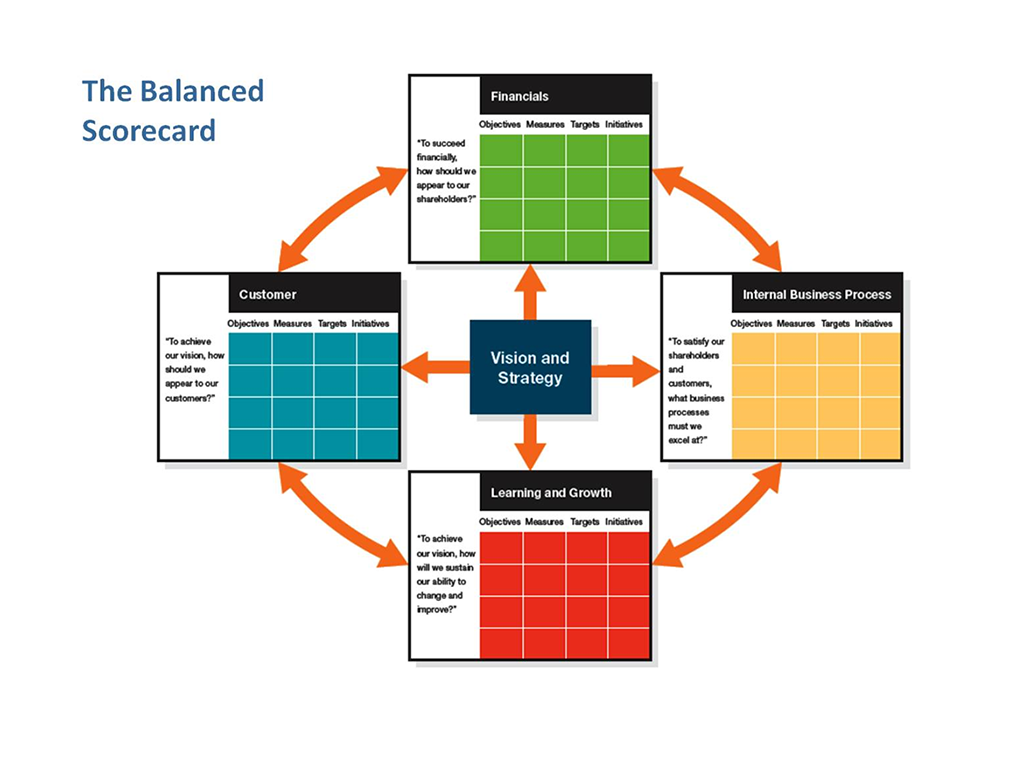 The Balanced
Scorecard
Financials
Objectives Measures Targets Initiatives
"To succeed
financially,
how should we
appear to our
shareholders?"
Customer
Objectives Measures Targets Initiatives
"To achieve
our vision, how
should we
appear to our
customers?"
Vision and
Strategy
Internal Business Process
Objectives Measures Targets Initiatives
"To satisfy our
shareholders
and
customers,
what business
processes
must we
excel at?"
Learning and Growth
Objectives Measures Targets Initiatives
"To achieve
our vision, how
will we sustain
our ability to
change and
improve?"